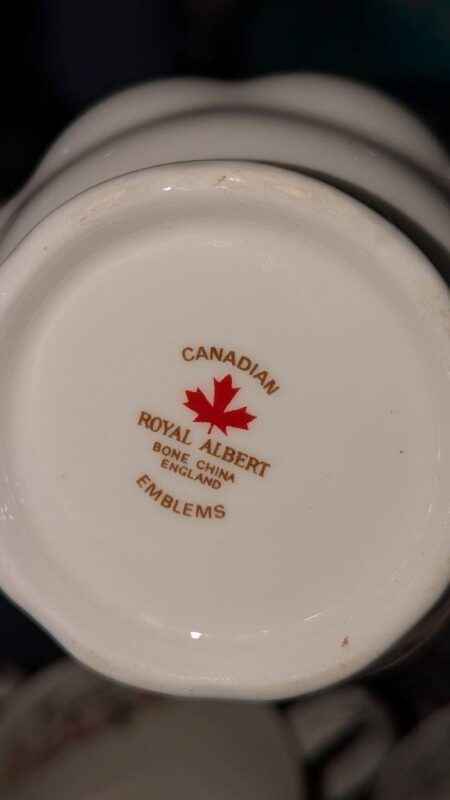 CANADIAN
ROYAL ALBERT
BONE CHINA
ENGLAND
EMBLEMS